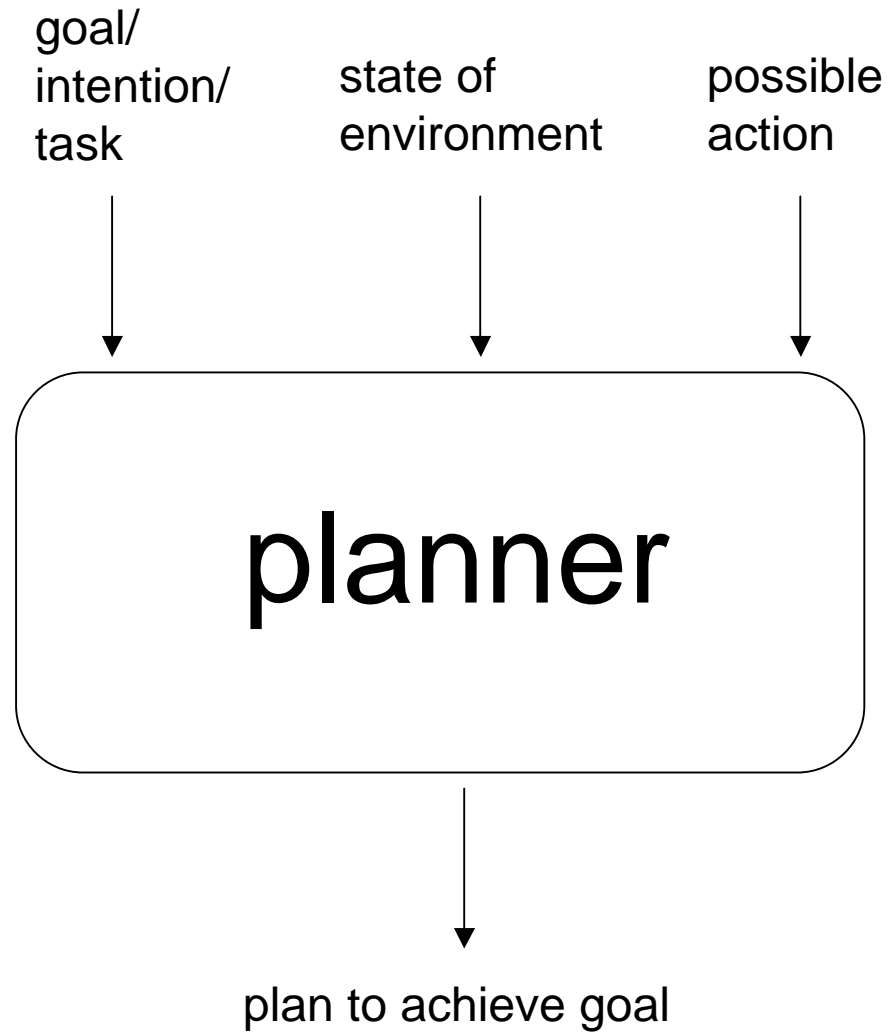 goal/
intention/
task
state of
environment
possible
action
planner
plan to achieve goal